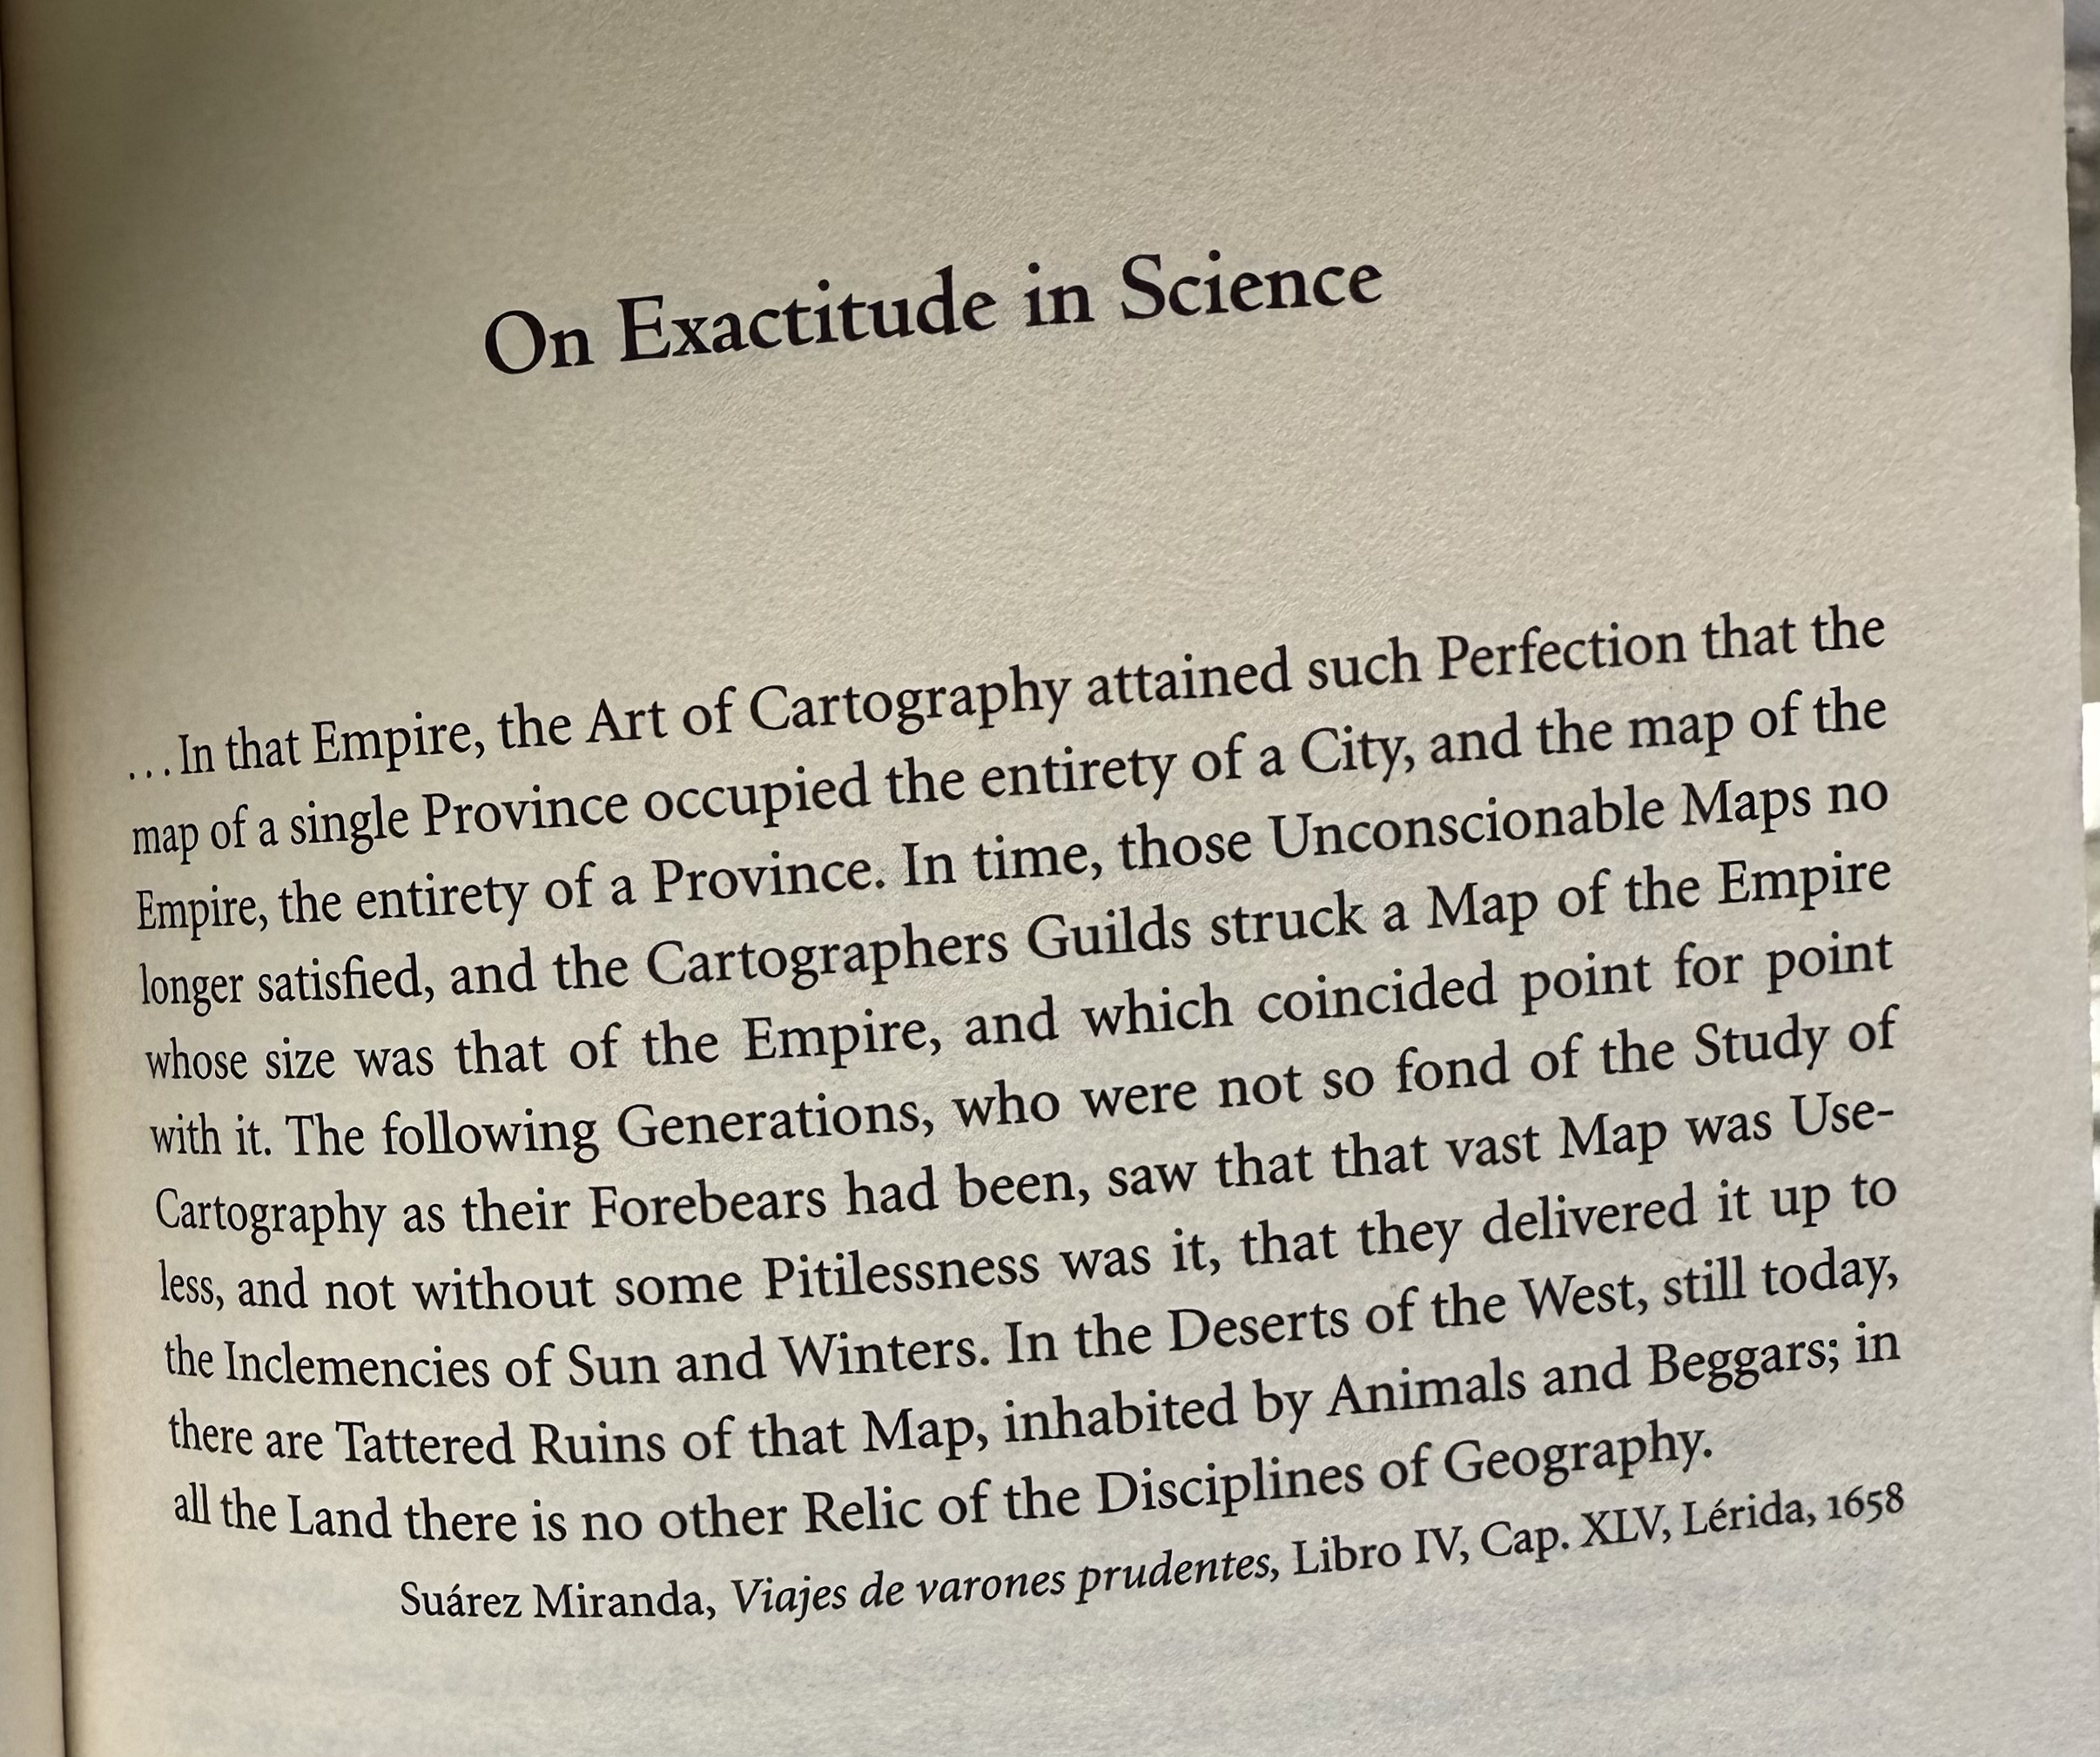 On Exactitude in Science
…In that Empire, the Art of Cartography attained such Perfection that the
map of a single Province occupied the entirety of a City, and the map of the
Empire, the entirety of a Province. In time, those Unconscionable Maps no
longer satisfied, and the Cartographers Guilds struck a Map of the Empire
whose size was that of the Empire, and which coincided point for point
with it. The following Generations, who were not so fond of the Study of
Cartography as their Forebears had been, saw that that vast Map was Use-
less, and not without some Pitilessness was it, that they delivered it up to
the Inclemencies of Sun and Winters. In the Deserts of the West, still today,
there are Tattered Ruins of that Map, inhabited by Animals and Beggars; in
all the Land there is no other Relic of the Disciplines of Geography.
Suárez Miranda, Viajes de varones prudentes, Libro IV, Cap. XLV, Lérida, 1658